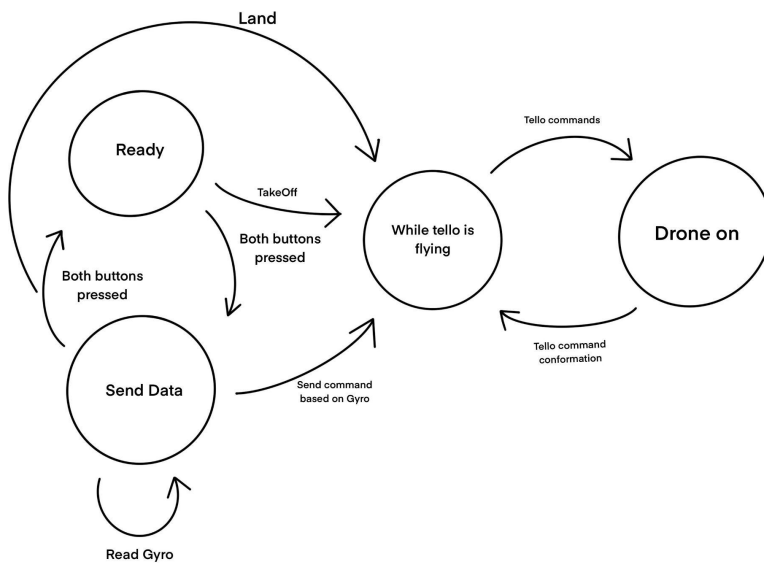 Land
Ready
Tello commands
TakeOff
While tello is
flying
Drone on
Both buttons
pressed
Both buttons
pressed
Tello command
conformation
Send Data
Send command
based on Gyro
Read Gyro